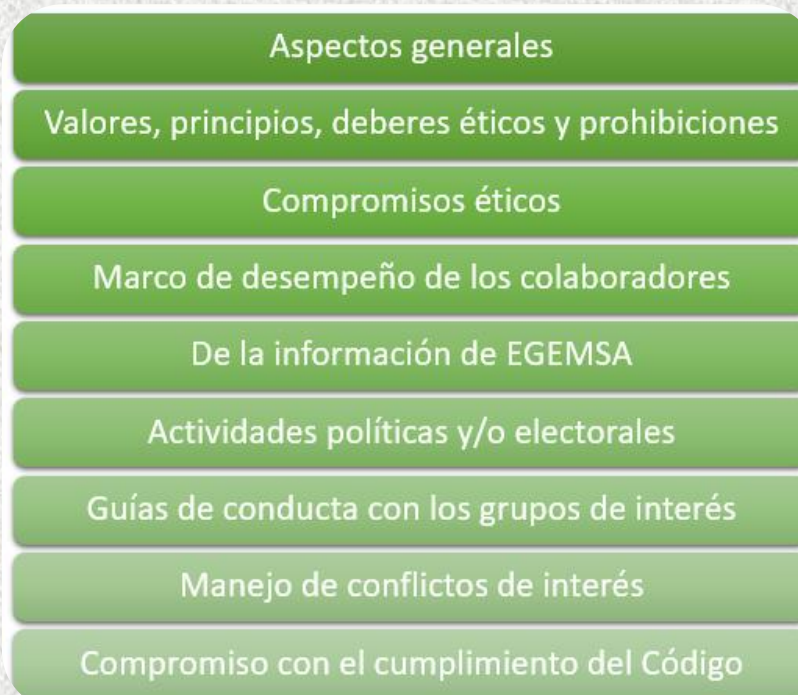 Aspectos generales
Valores, principios, deberes éticos y prohibiciones
Compromisos éticos
Marco de desempeño de los colaboradores
De la información de EGEMSA
Actividades políticas y/o electorales
Guías de conducta con los grupos de interés
Manejo de conflictos de interés
Compromiso con el cumplimiento del Código